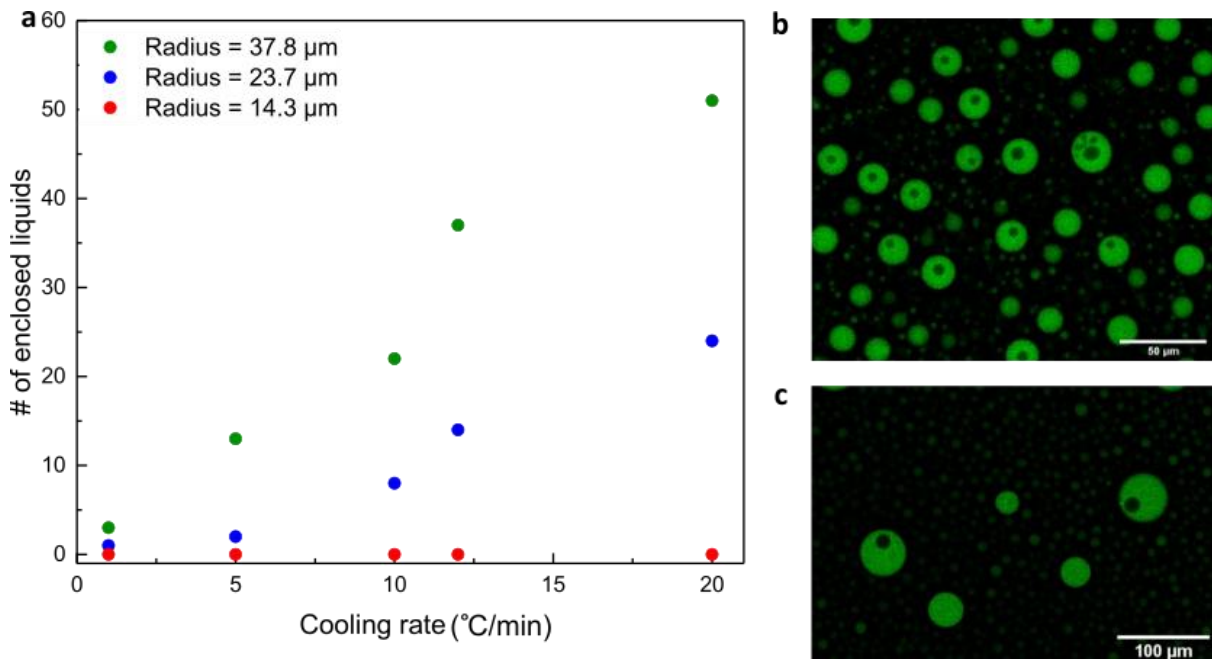 a
60
50
40
30
20
10
0
# of enclosed liquids
Radius = 37.8 μm
Radius = 23.7 μm
Radius = 14.3 μm
0
5
10
15
20
Cooling rate (°C/min)
b
50 μm
c
100 μm